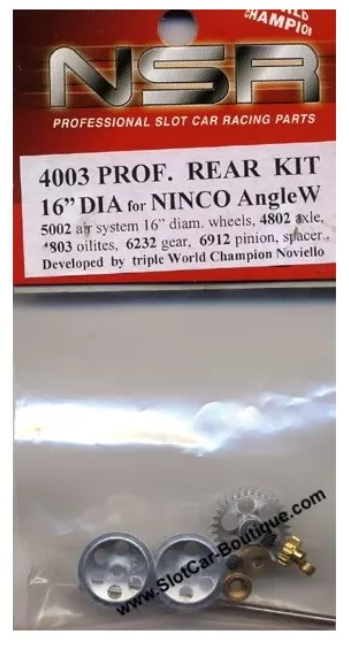 WORLD
CHAMPION
NSR
PROFESSIONAL SLOT CAR RACING PARTS
4003 PROF. REAR KIT
16” DIA for NINCO AngleW
5002 air system 16” diam. wheels, 4802 axle,
4803 oilites, 6232 gear, 6912 pinion, spacer.,
Developed by triple World Champion Noviello
www.SlotCar-Boutique.com